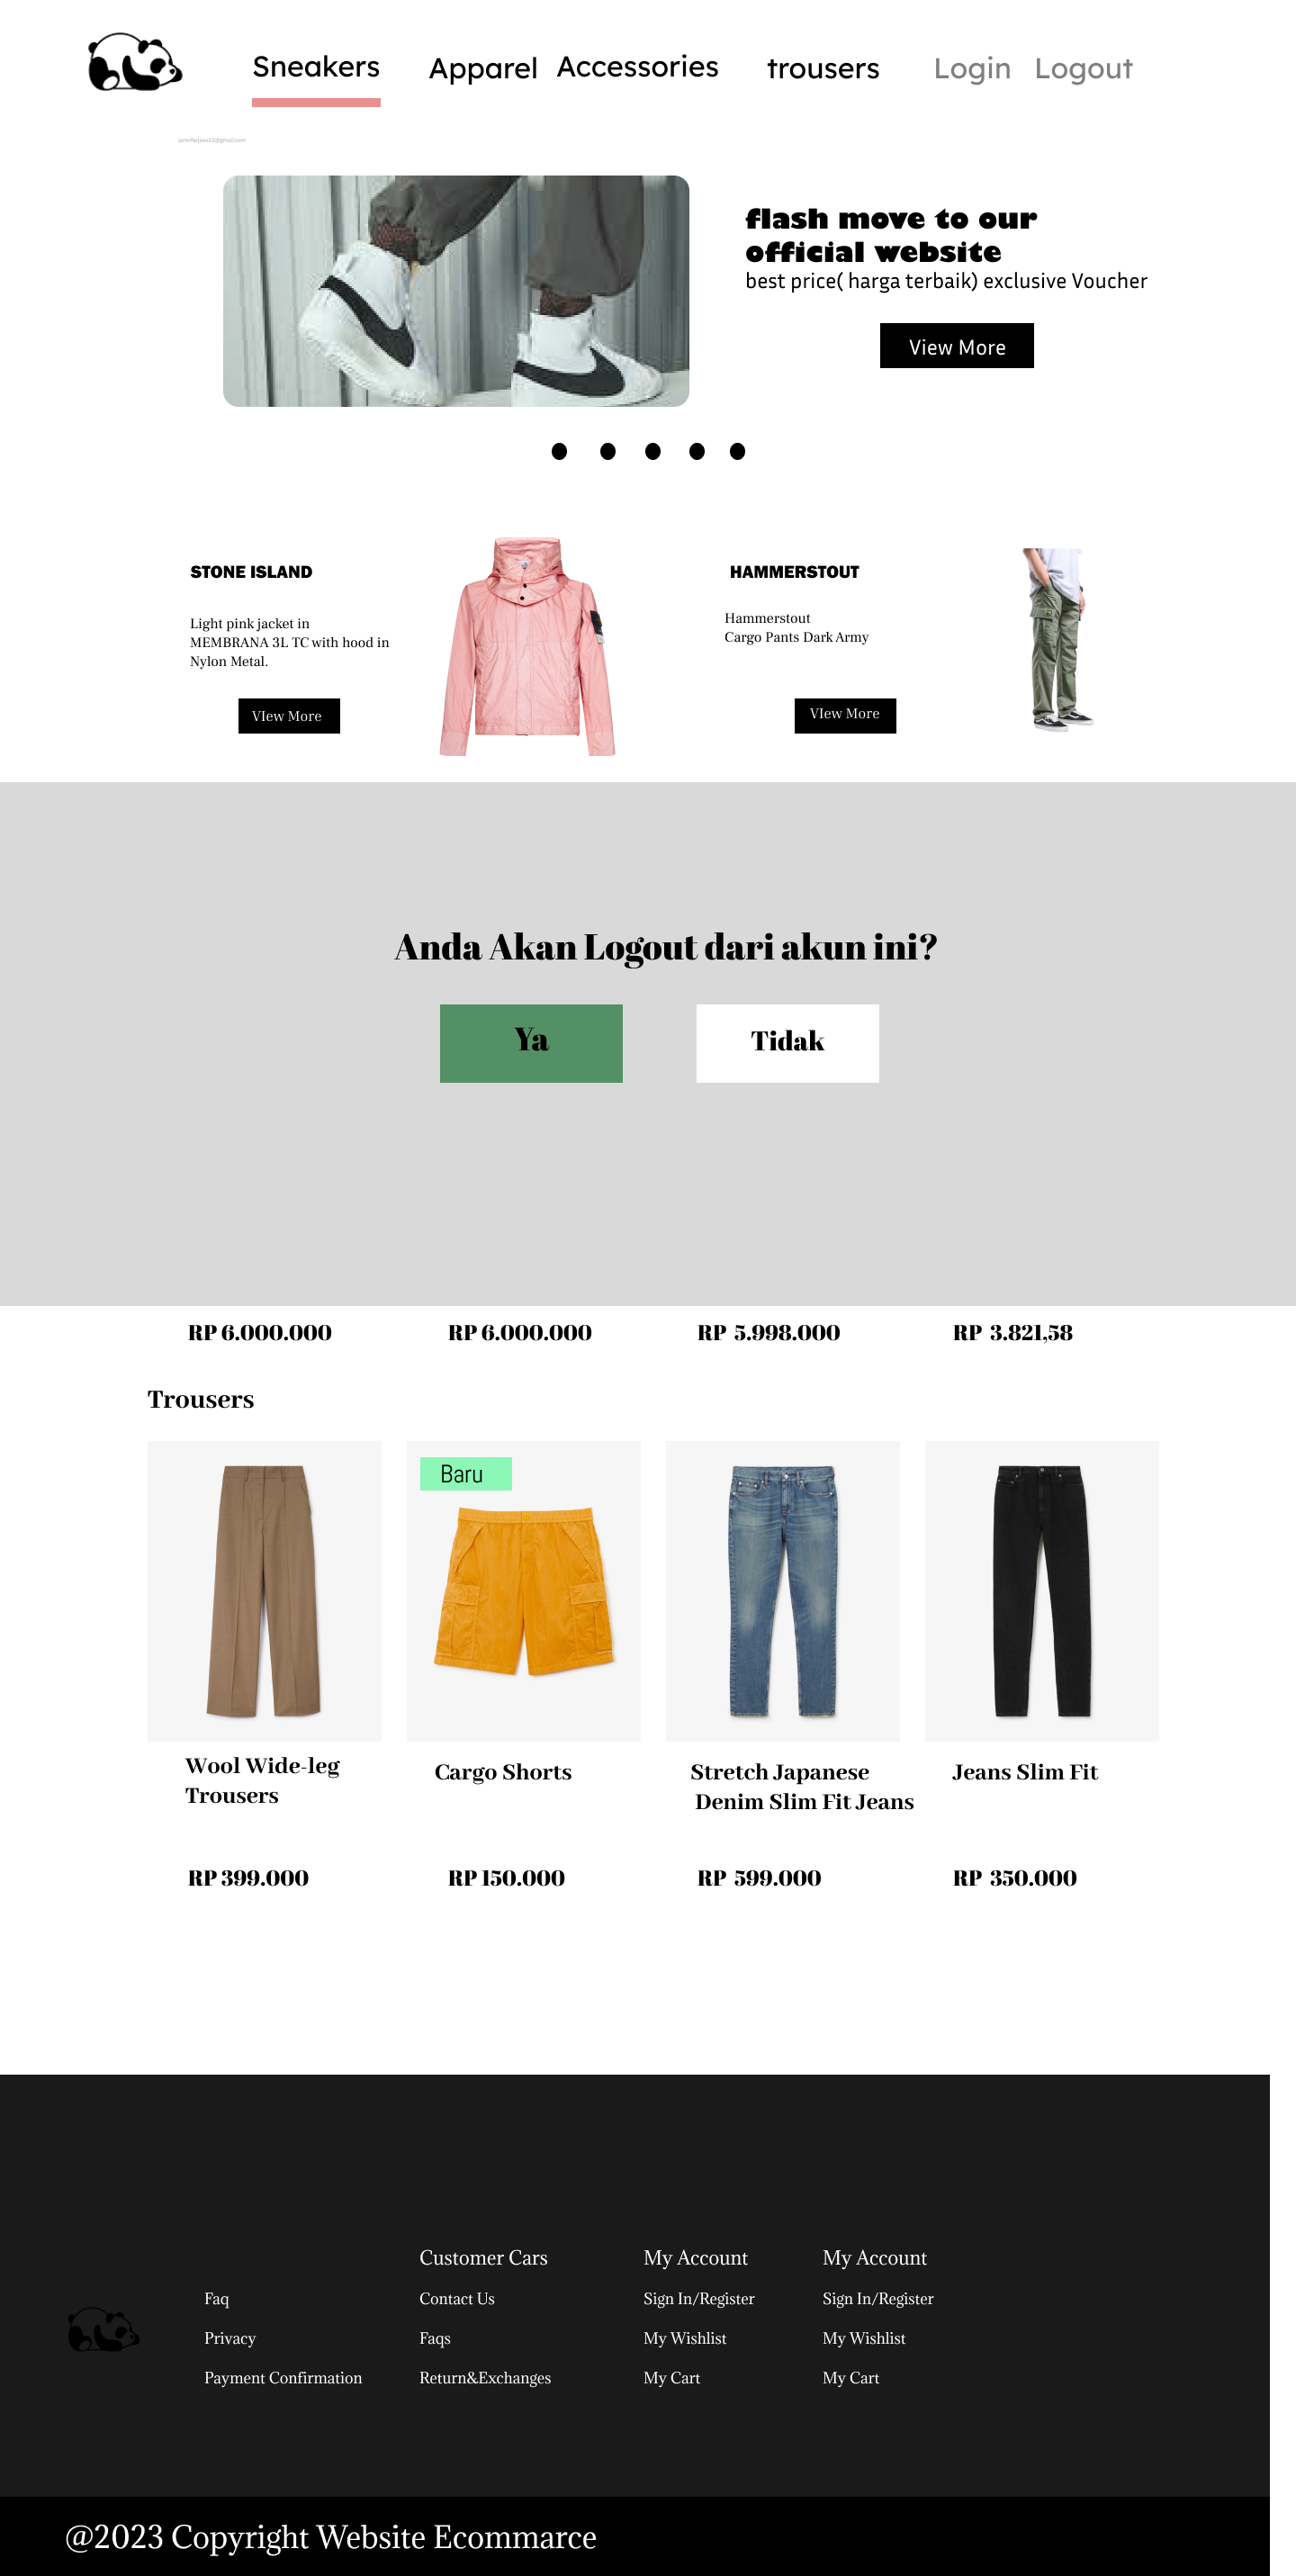 Sneakers Apparel Accessories trousers Login Logout
flash move to our
official website
best price( harga terbaik) exclusive Voucher
View More
STONE ISLAND
Light pink jacket in
MEMBRANA 3L TC with hood in
Nylon Metal.
VIew More
HAMMERSTOUT
Hammerstout
Cargo Pants Dark Army
VIew More
Anda Akan Logout dari akun ini?
Ya
Tidak
RP 6.000.000
RP 6.000.000
RP 5.998.000
RP 3.821,58
Trousers
Baru
Wool Wide-leg
Trousers
Cargo Shorts
Stretch Japanese
Denim Slim Fit Jeans
Jeans Slim Fit
RP 399.000
RP 150.000
RP 599.000
RP 350.000
Faq
Privacy
Payment Confirmation
Customer Cars
Contact Us
Faqs
Return&Exchanges
My Account
Sign In/Register
My Wishlist
My Cart
My Account
Sign In/Register
My Wishlist
My Cart
@2023 Copyright Website Ecommarce